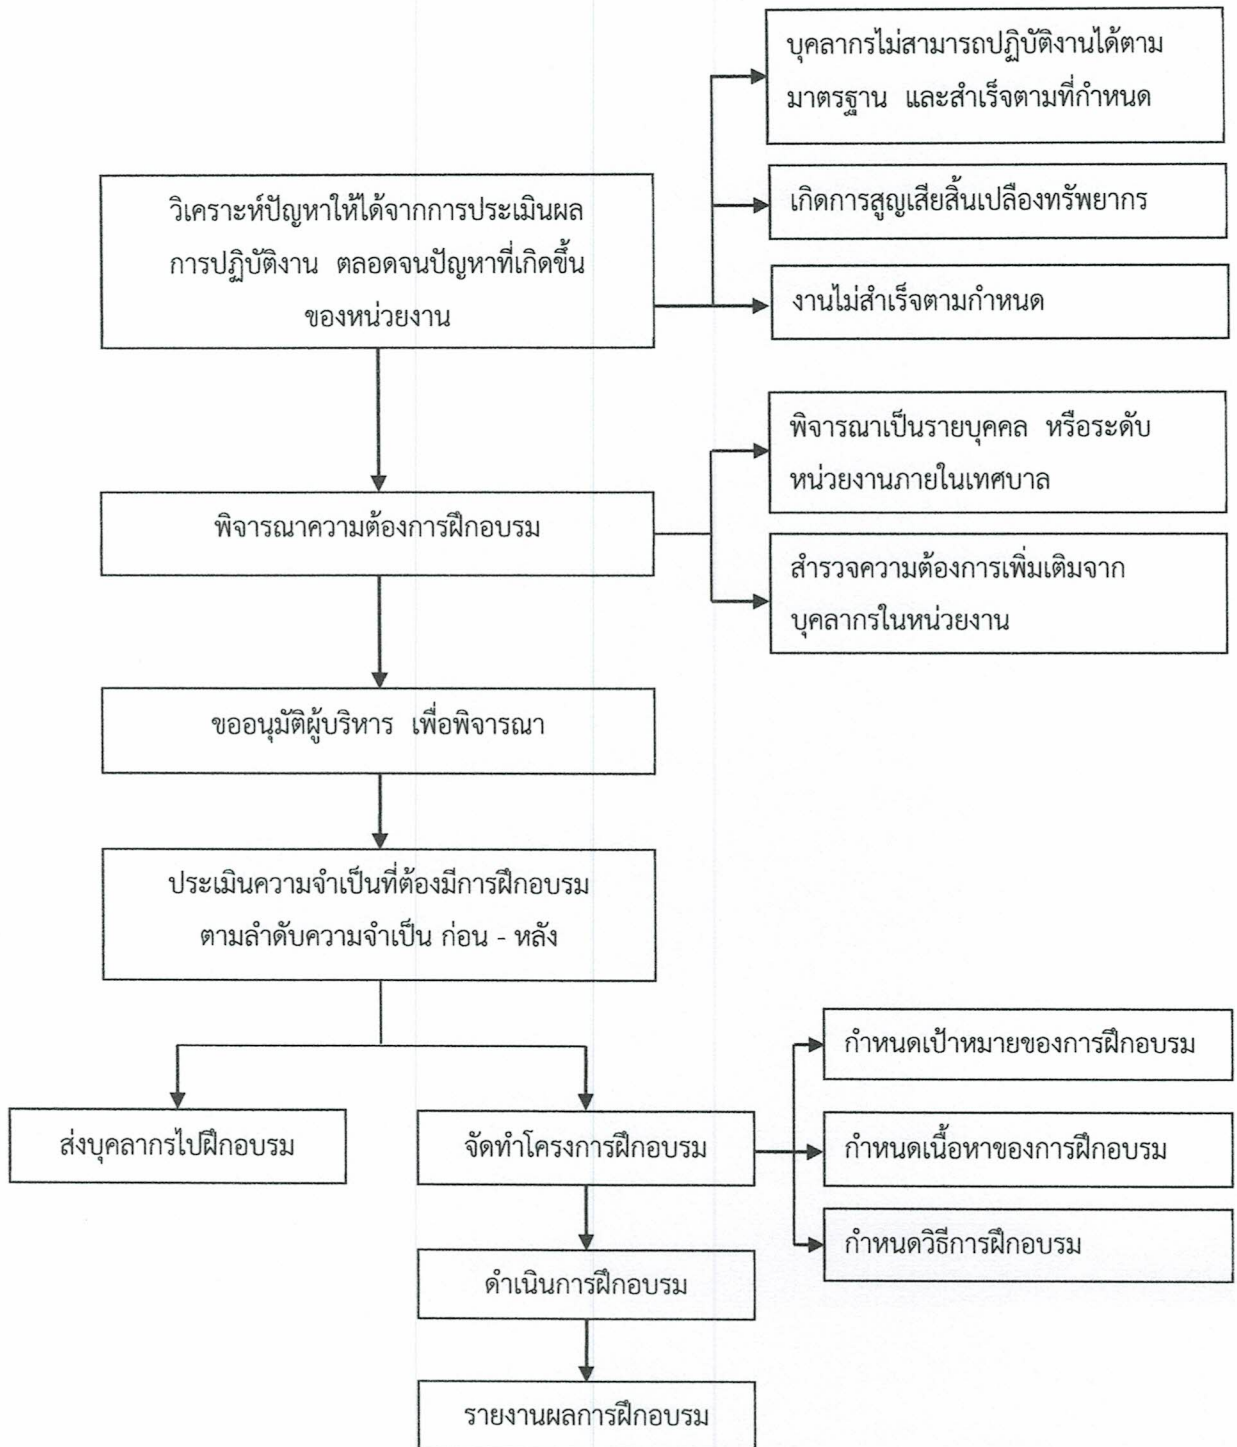 บุคลากรไม่สามารถปฏิบัติงานได้ตาม
มาตรฐาน และสำเร็จตามที่กำหนด
วิเคราะห์ปัญหาให้ได้จากการประเมินผล
การปฏิบัติงาน ตลอดจนปัญหาที่เกิดขึ้น
ของหน่วยงาน
เกิดการสูญเสียสิ้นเปลืองทรัพยากร
งานไม่สำเร็จตามกำหนด
พิจารณาความต้องการฝึกอบรม
พิจารณาเป็นรายบุคคล หรือระดับ
หน่วยงานภายในเทศบาล
สำรวจความต้องการเพิ่มเติมจาก
บุคลากรในหน่วยงาน
ขออนุมัติผู้บริหาร เพื่อพิจารณา
ประเมินความจำเป็นที่ต้องมีการฝึกอบรม
ตามลำดับความจำเป็น ก่อน - หลัง
ส่งบุคลากรไปฝึกอบรม
จัดทำโครงการฝึกอบรม
กำหนดเป้าหมายของการฝึกอบรม
กำหนดเนื้อหาของการฝึกอบรม
กำหนดวิธีการฝึกอบรม
ดำเนินการฝึกอบรม
รายงานผลการฝึกอบรม